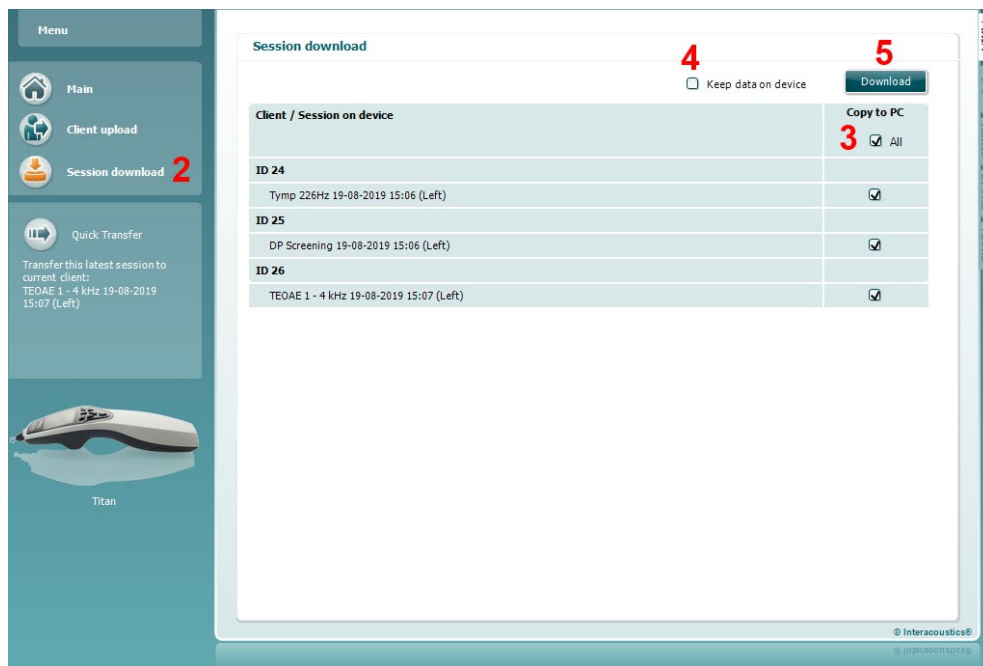 Menu
Main
Client upload
Session download 2
Quick Transfer
Transfer this latest session to
current client:
TEOAE 1 - 4 kHz 19-08-2019
15:07 (Left)
Titan
Session download
4
5
Keep data on device
Download
Client / Session on device
Copy to PC
3 All
ID 24
Tymp 226Hz 19-08-2019 15:06 (Left)
ID 25
DP Screening 19-08-2019 15:06 (Left)
ID 26
TEOAE 1 - 4 kHz 19-08-2019 15:07 (Left)
© Interacoustics®